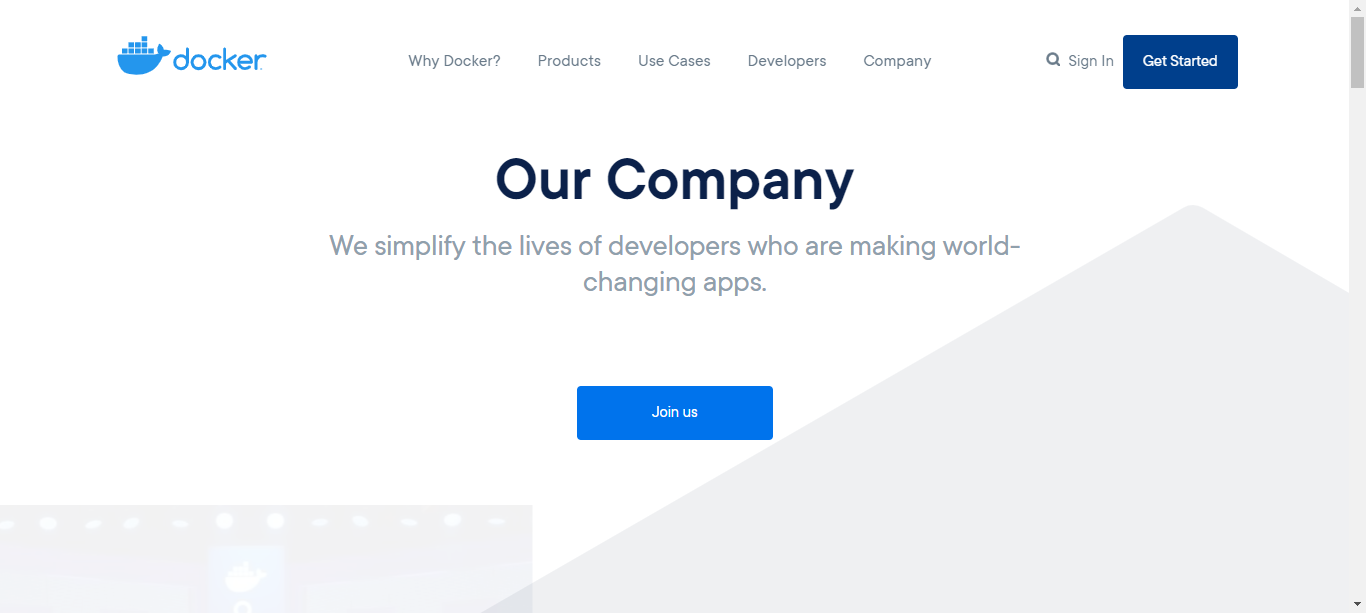 docker
Why Docker? Products Use Cases Developers Company
Sign In
Get Started
Our Company
We simplify the lives of developers who are making world-
changing apps.
Join us